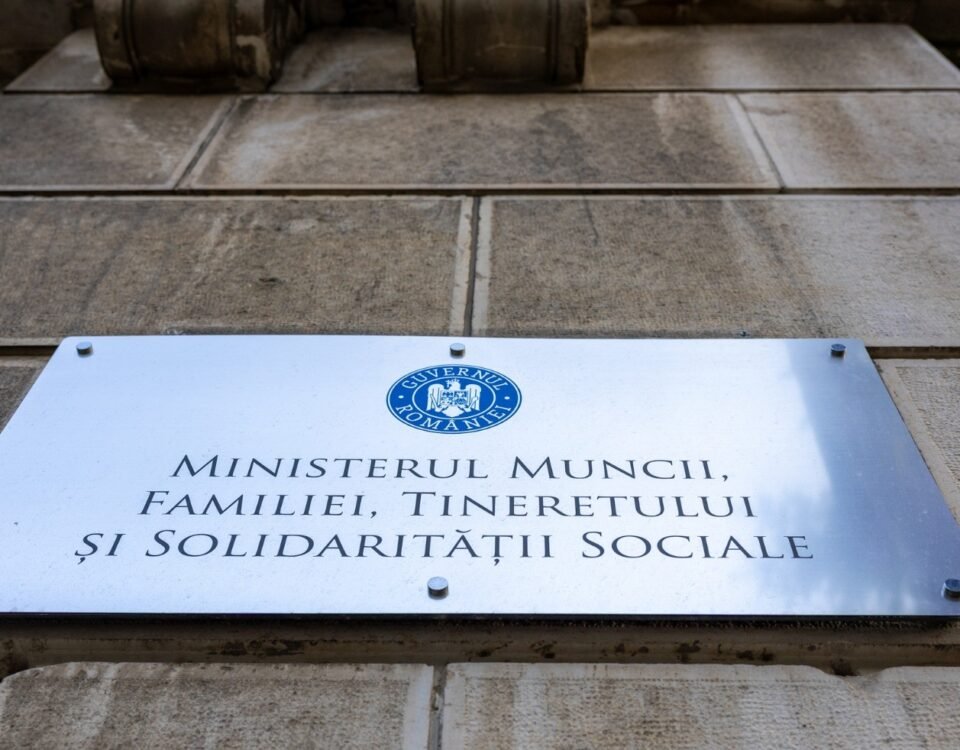 GUVERNUL
ROMÂNIEI
MINISTERUL MUNCII,
FAMILIEI, TINERETULUI
ȘI SOLIDARITĂȚII SOCIALE